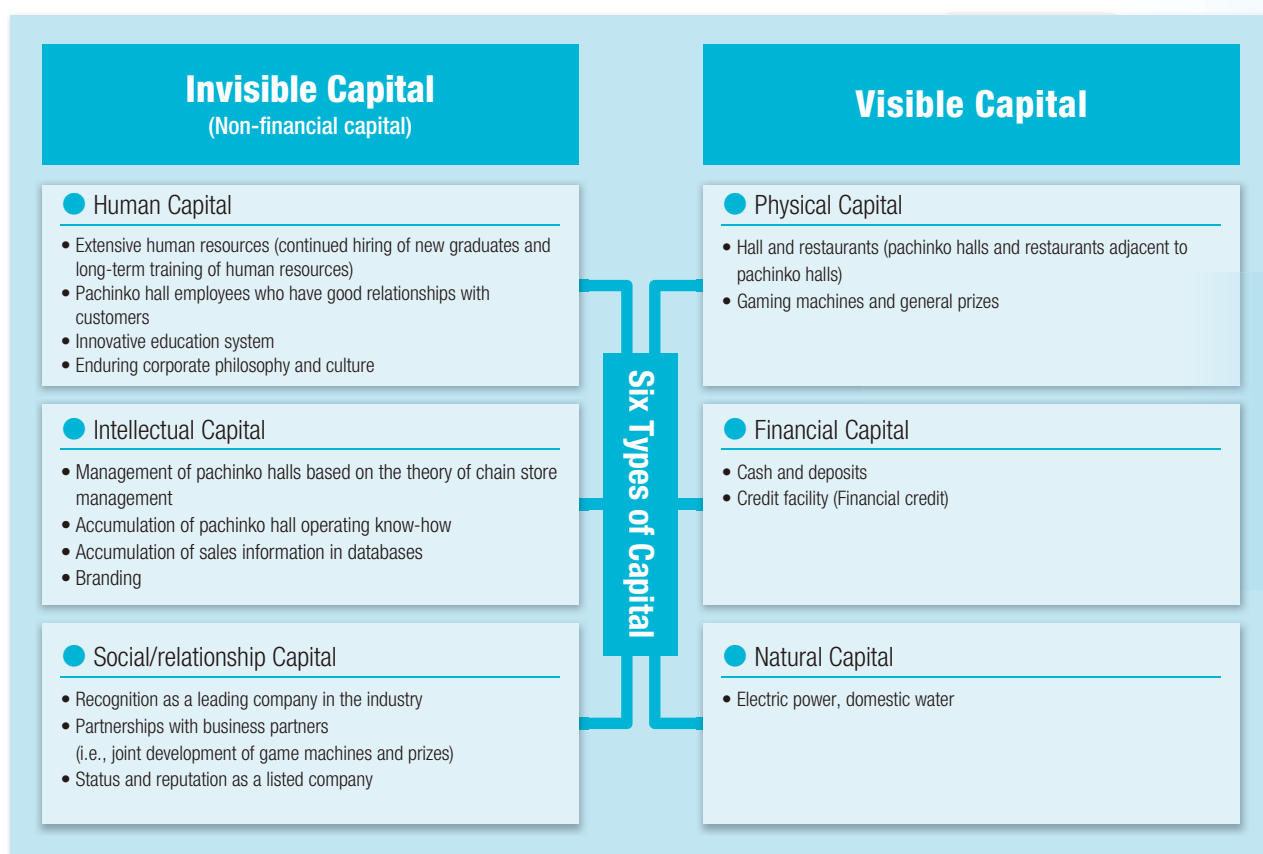 Invisible Capital
(Non-financial capital)
● Human Capital
• Extensive human resources (continued hiring of new graduates and
long-term training of human resources)
• Pachinko hall employees who have good relationships with
customers
• Innovative education system
• Enduring corporate philosophy and culture
● Intellectual Capital
• Management of pachinko halls based on the theory of chain store
management
• Accumulation of pachinko hall operating know-how
• Accumulation of sales information in databases
• Branding
● Social/relationship Capital
• Recognition as a leading company in the industry
• Partnerships with business partners
(i.e., joint development of game machines and prizes)
• Status and reputation as a listed company
Six Types of Capital
Visible Capital
● Physical Capital
• Hall and restaurants (pachinko halls and restaurants adjacent to
pachinko halls)
• Gaming machines and general prizes
● Financial Capital
• Cash and deposits
• Credit facility (Financial credit)
● Natural Capital
• Electric power, domestic water